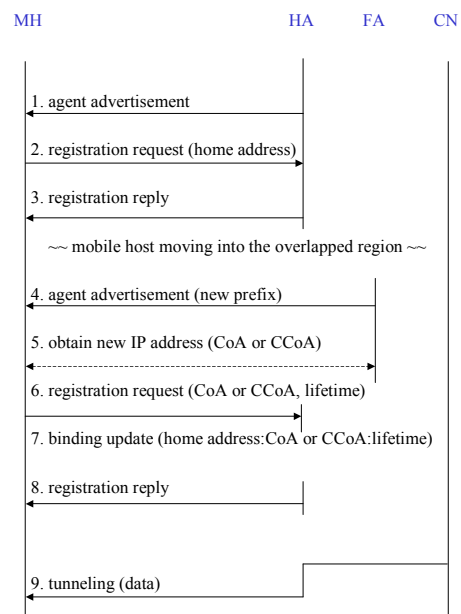 MH HA FA CN
1. agent advertisement
2. registration request (home address)
3. registration reply
~~ mobile host moving into the overlapped region ~~
4. agent advertisement (new prefix)
5. obtain new IP address (CoA or CCoA)
6. registration request (CoA or CCoA, lifetime)
7. binding update (home address:CoA or CCoA:lifetime)
8. registration reply
9. tunneling (data)